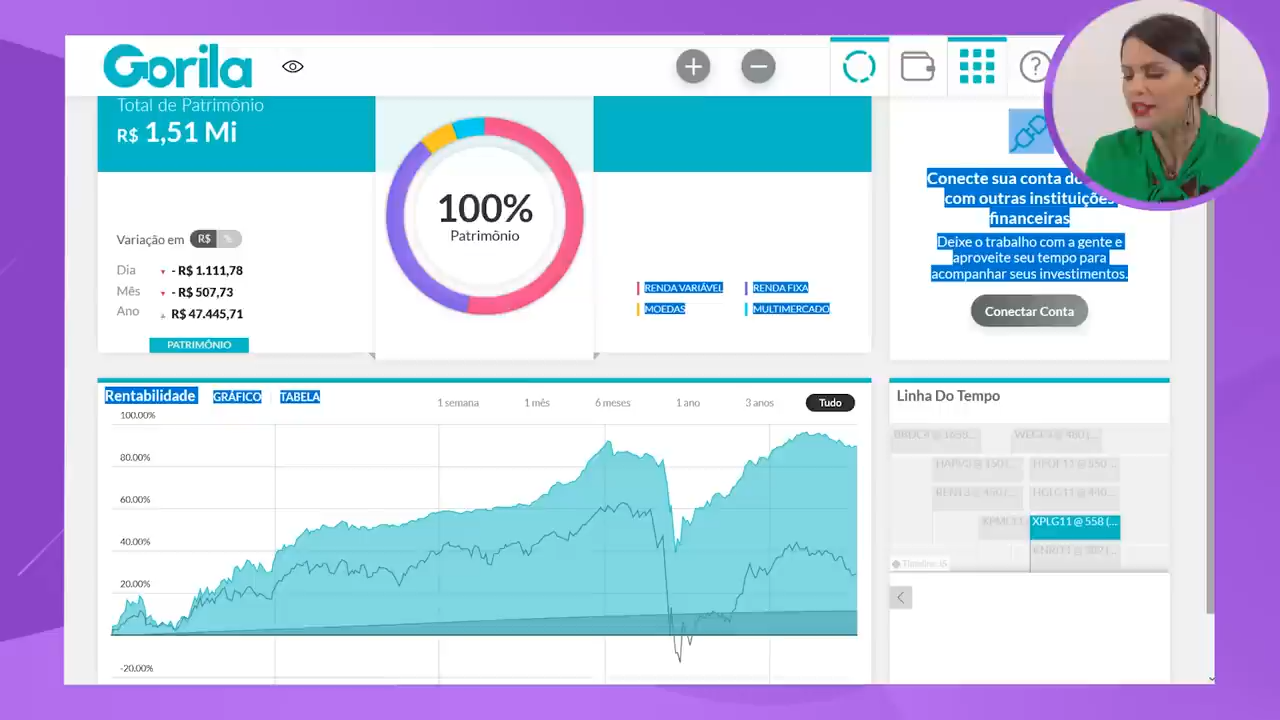 Gorila
?
Total de Patrimônio
R$ 1,51 Mi
100%
Patrimônio
Variação em R$ %
Dia - R$ 1.111,78
Mês - R$ 507,73
Ano R$ 47.445,71
PATRIMÔNIO
RENDA VARIÁVEL RENDA FIXA
MOEDAS MULTIMERCADO
Conecte sua conta
com outras instituições
financeiras
Deixe o trabalho com a gente e
aproveite seu tempo para
acompanhar seus investimentos.
Conectar Conta
Rentabilidade GRÁFICO TABELA
1 semana 1 mês 6 meses 1 ano 3 anos Tudo
100.00%
80.00%
60.00%
40.00%
20.00%
-20.00%
Linha Do Tempo
XPLG11 @ 558 (...